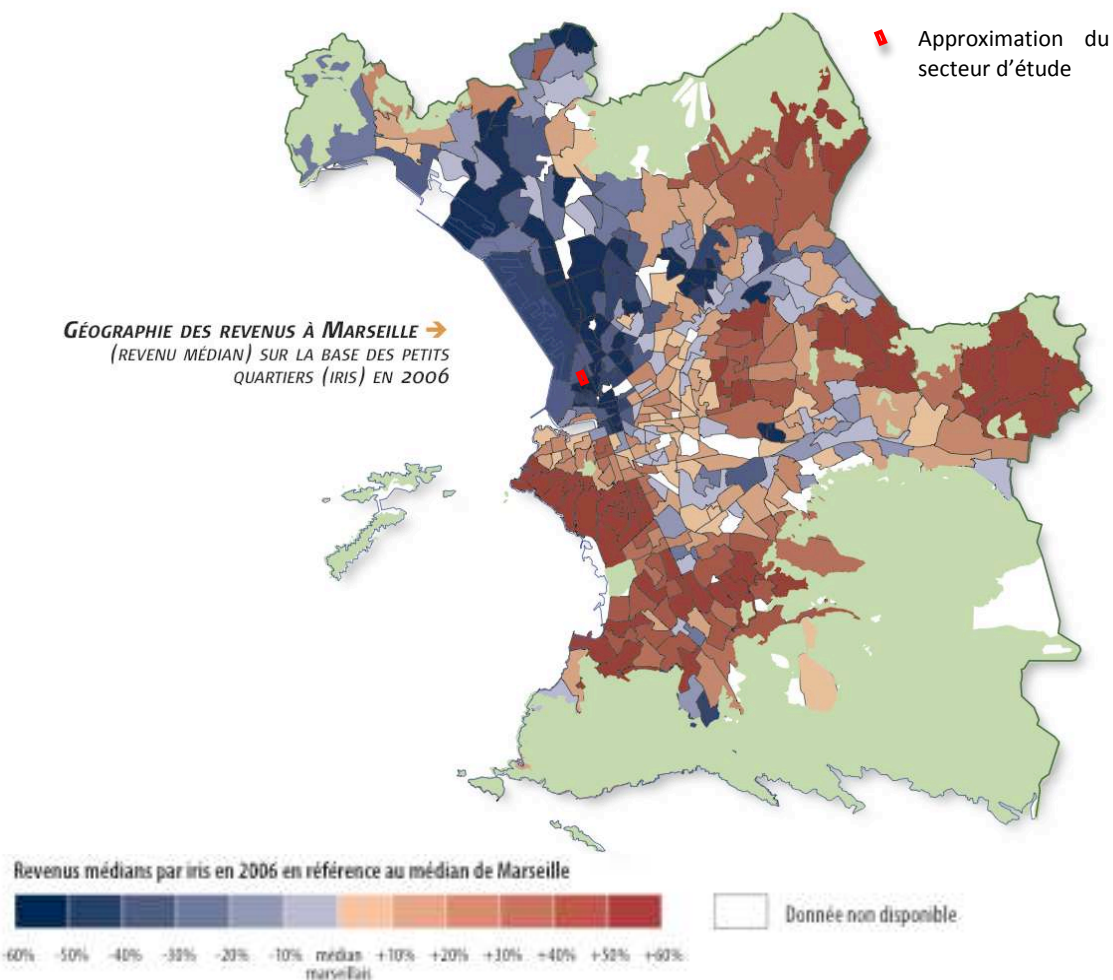 Approximation du
secteur d'étude
GÉOGRAPHIE DES REVENUS À MARSEILLE →
(REVENU MÉDIAN) SUR LA BASE DES PETITS
QUARTIERS (IRIS) EN 2006
Revenus médians par iris en 2006 en référence au médian de Marseille
-60% -50% -40% -30% -20% -10% médian marseillais +10% +20% +30% +40% +50% +60%
Donnée non disponible